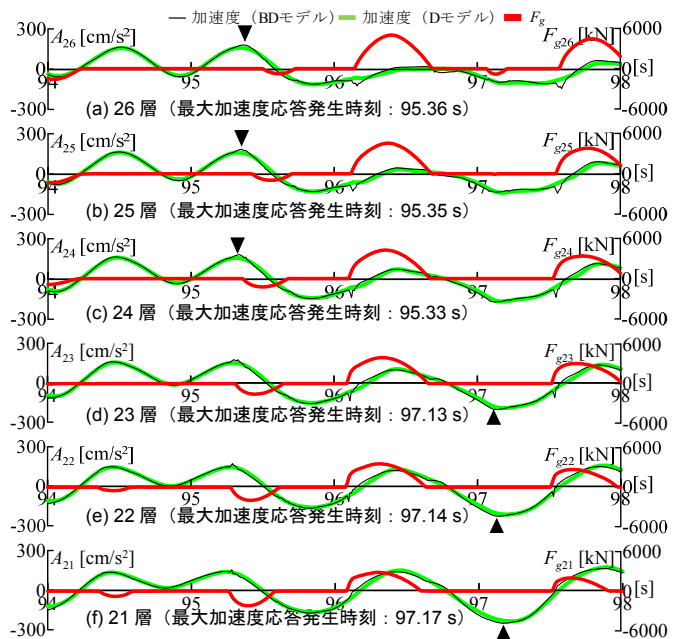 加速度（BDモデル） 加速度（Dモデル） Fg
300 A26 [cm/s²] Fg26 [kN] 6000
0 0[s]
94 95 96 97 98
-300 -6000
(a) 26 層（最大加速度応答発生時刻：95.36 s）
300 A25 [cm/s²] Fg25 [kN] 6000
0 0[s]
94 95 96 97 98
-300 -6000
(b) 25 層（最大加速度応答発生時刻：95.35 s）
300 A24 [cm/s²] Fg24 [kN] 6000
0 0[s]
94 95 96 97 98
-300 -6000
(c) 24 層（最大加速度応答発生時刻：95.33 s）
300 A23 [cm/s²] Fg23 [kN] 6000
0 0[s]
94 95 96 97 98
-300 -6000
(d) 23 層（最大加速度応答発生時刻：97.13 s）
300 A22 [cm/s²] Fg22 [kN] 6000
0 0[s]
94 95 96 97 98
-300 -6000
(e) 22 層（最大加速度応答発生時刻：97.14 s）
300 A21 [cm/s²] Fg21 [kN] 6000
0 0[s]
94 95 96 97 98
-300 -6000
(f) 21 層（最大加速度応答発生時刻：97.17 s）